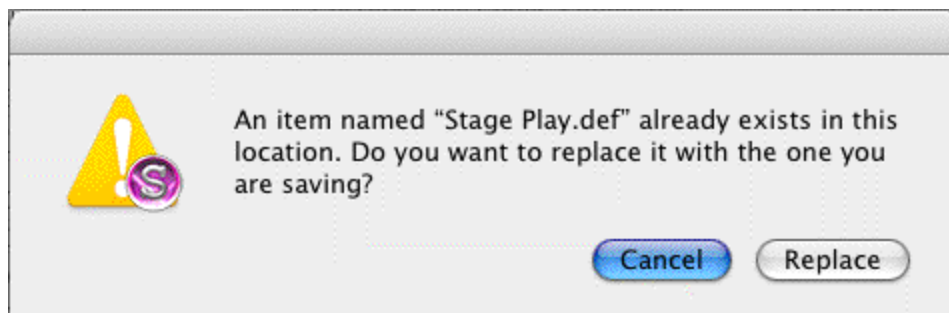 An item named “Stage Play.def” already exists in this
location. Do you want to replace it with the one you
are saving?
S
Cancel
Replace